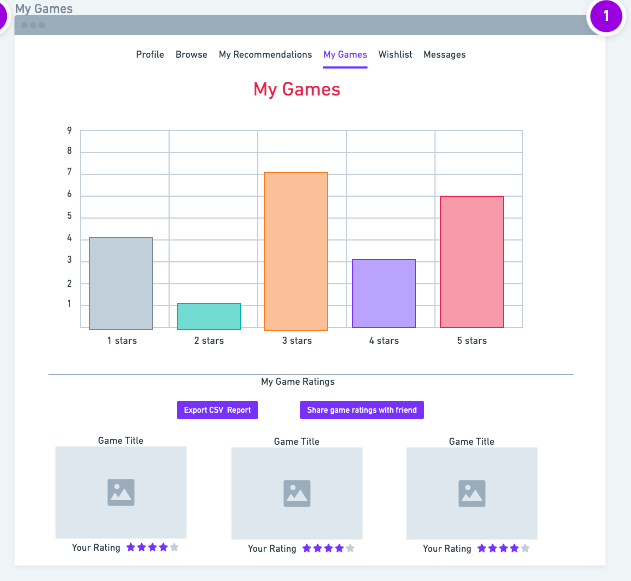 My Games
1
Profile Browse My Recommendations My Games Wishlist Messages
My Games
9
8
7
6
5
4
3
2
1
1 stars 2 stars 3 stars 4 stars 5 stars
My Game Ratings
Export CSV Report Share game ratings with friend
Game Title Game Title Game Title
Your Rating Your Rating Your Rating